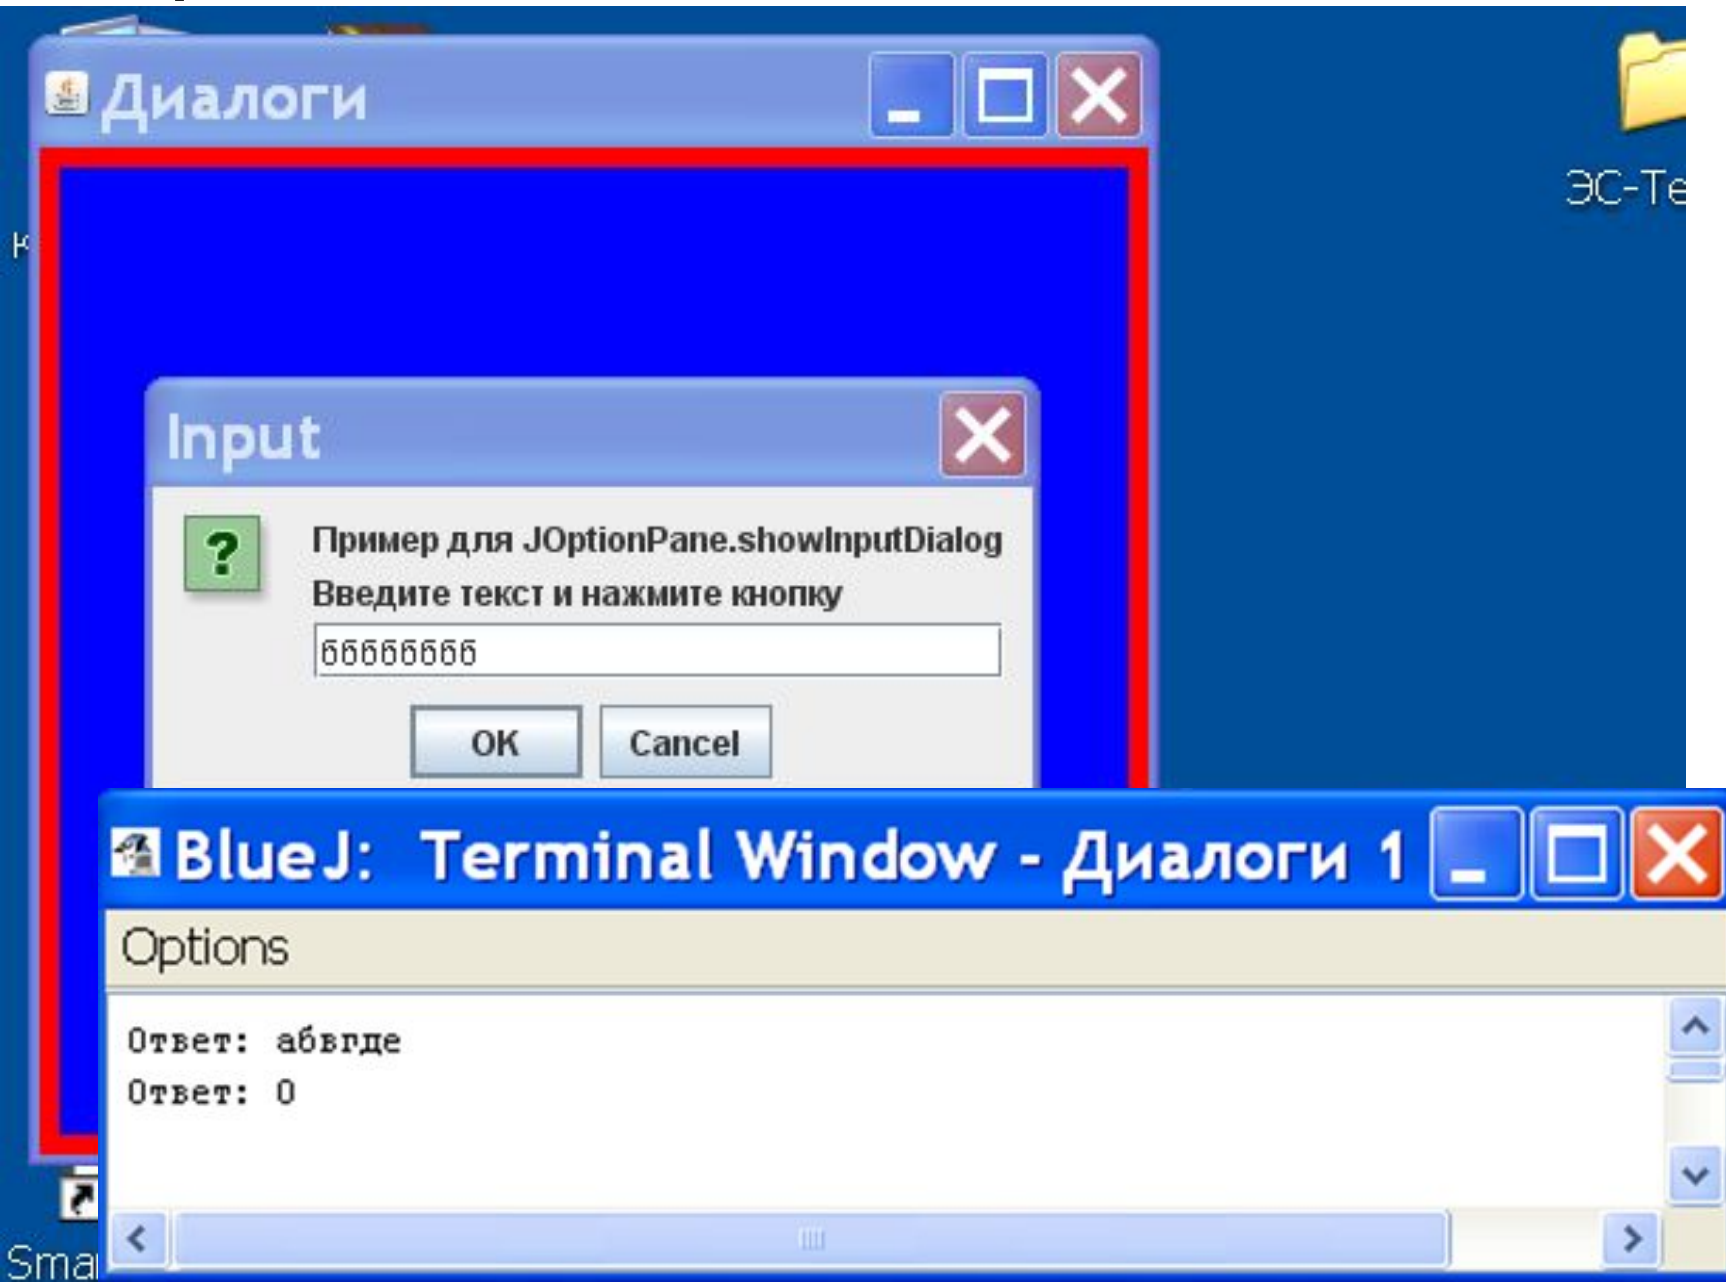 Диалоги
ЭС-Те
Input
Пример для JOptionPane.showInputDialog
Введите текст и нажмите кнопку
бббббббб
OK Cancel
BlueJ: Terminal Window - Диалоги 1
Options
Ответ: абвгде
Ответ: 0
Smar